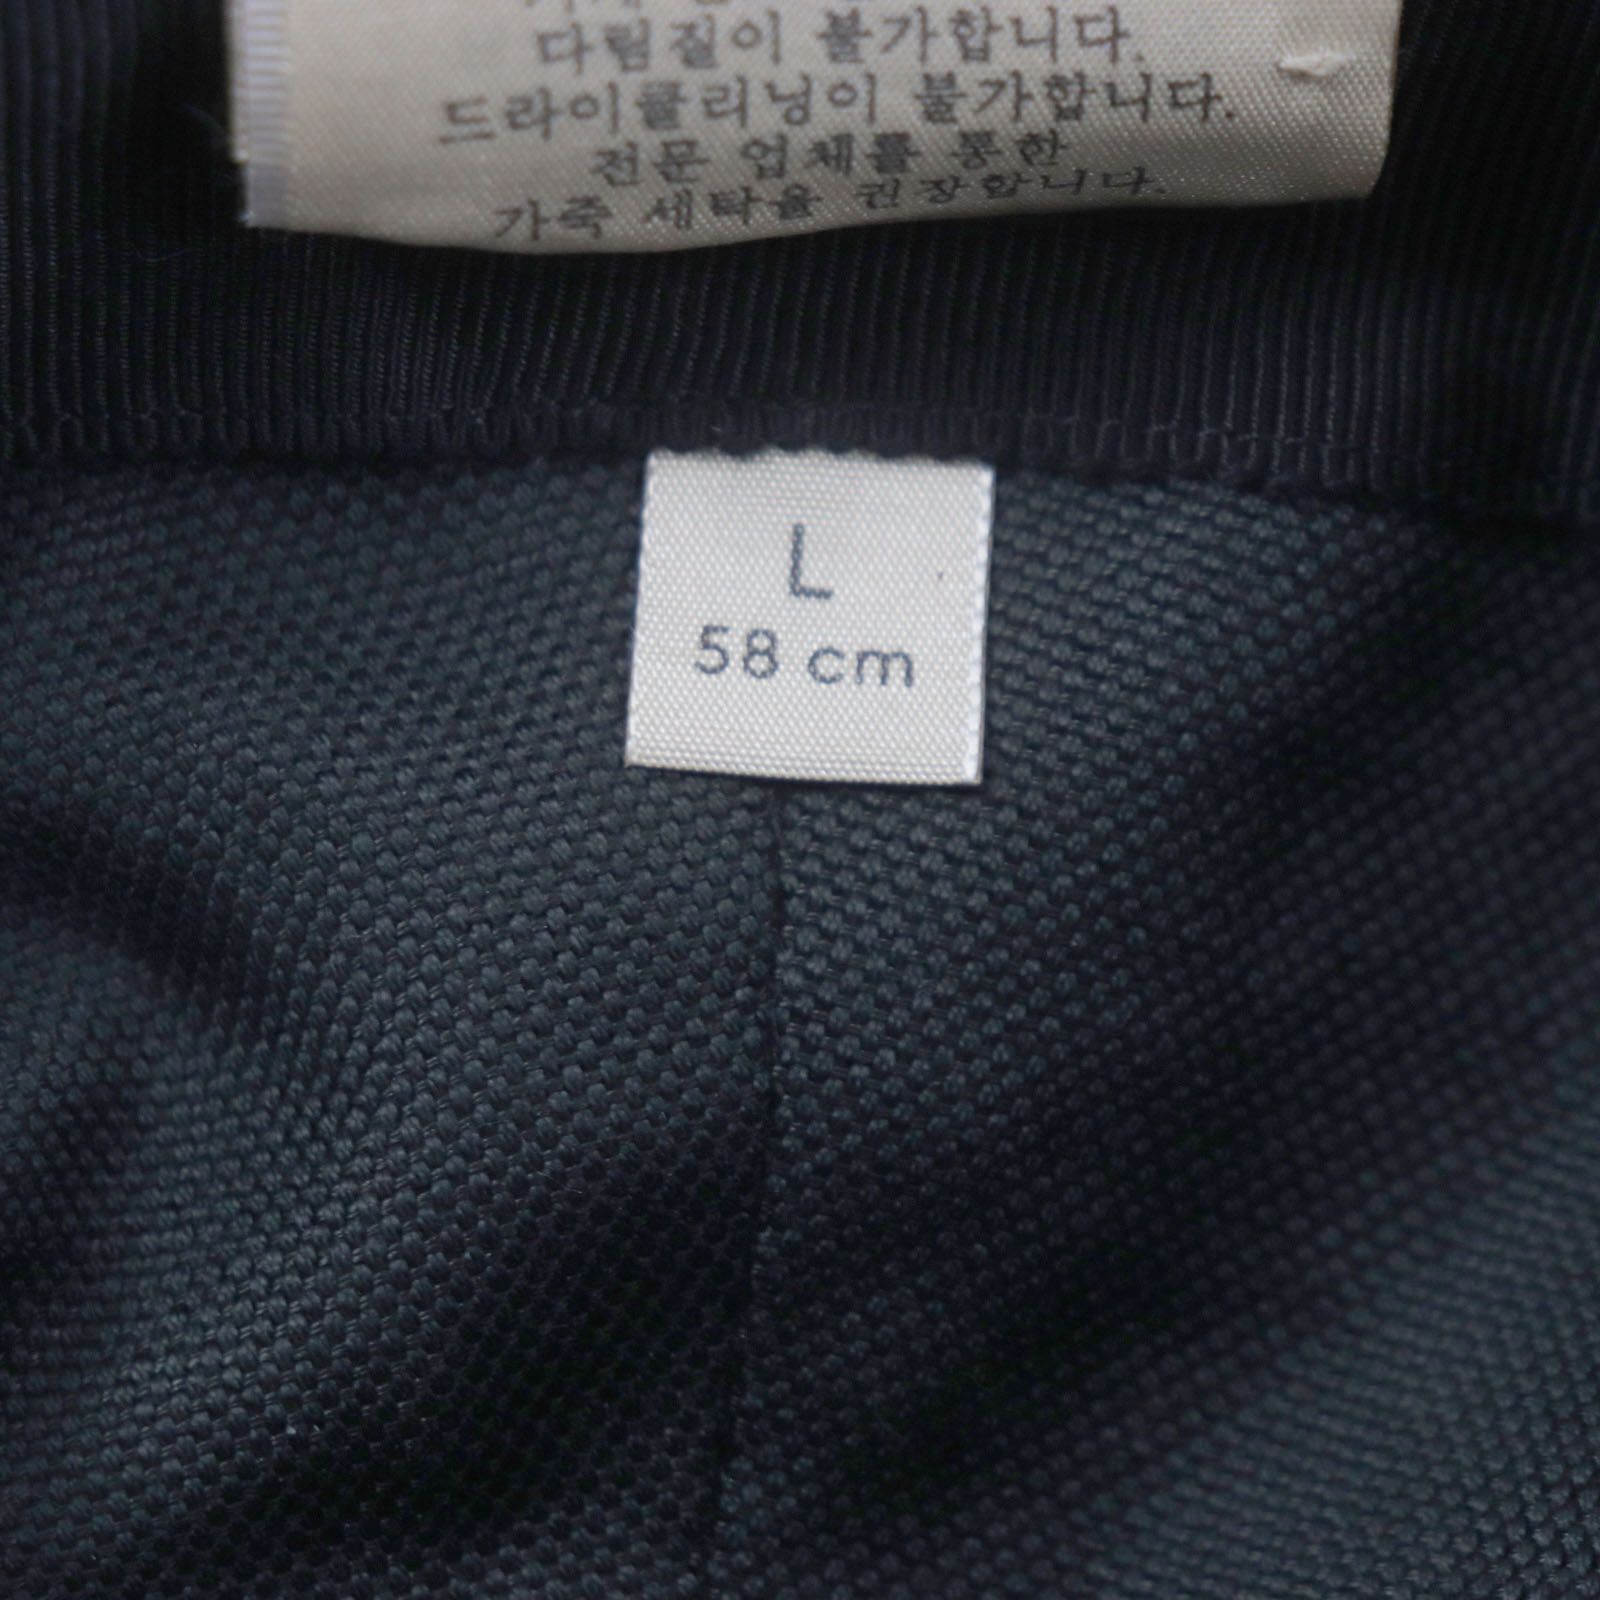 다림질이 불가합니다.
드라이클리닝이 불가합니다.
전문 업체를 통한
가죽 세탁을 권장합니다.
L
58 cm